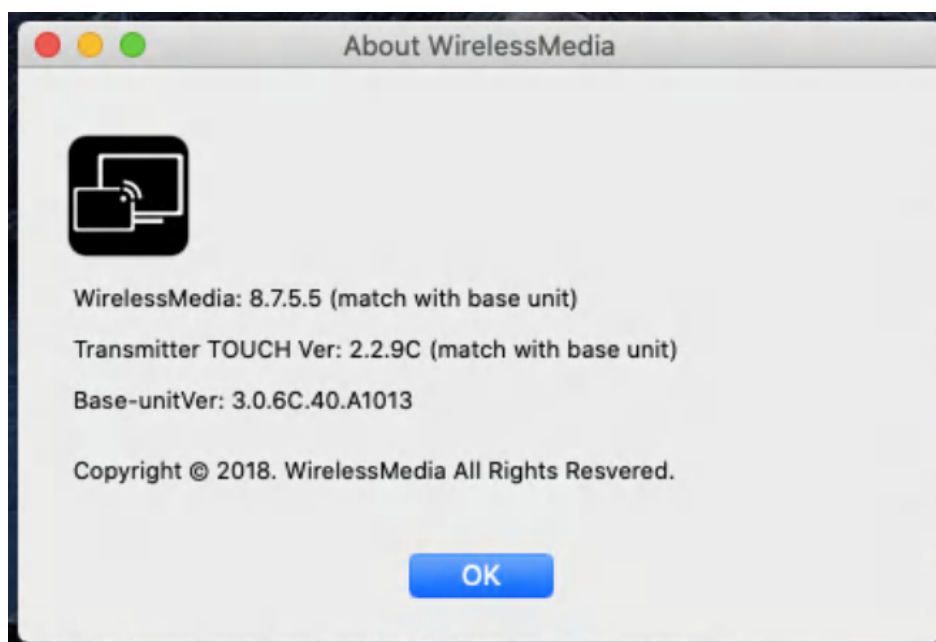 About WirelessMedia
WirelessMedia: 8.7.5.5 (match with base unit)
Transmitter TOUCH Ver: 2.2.9C (match with base unit)
Base-unitVer: 3.0.6C.40.A1013
Copyright © 2018. WirelessMedia All Rights Resvered.
OK